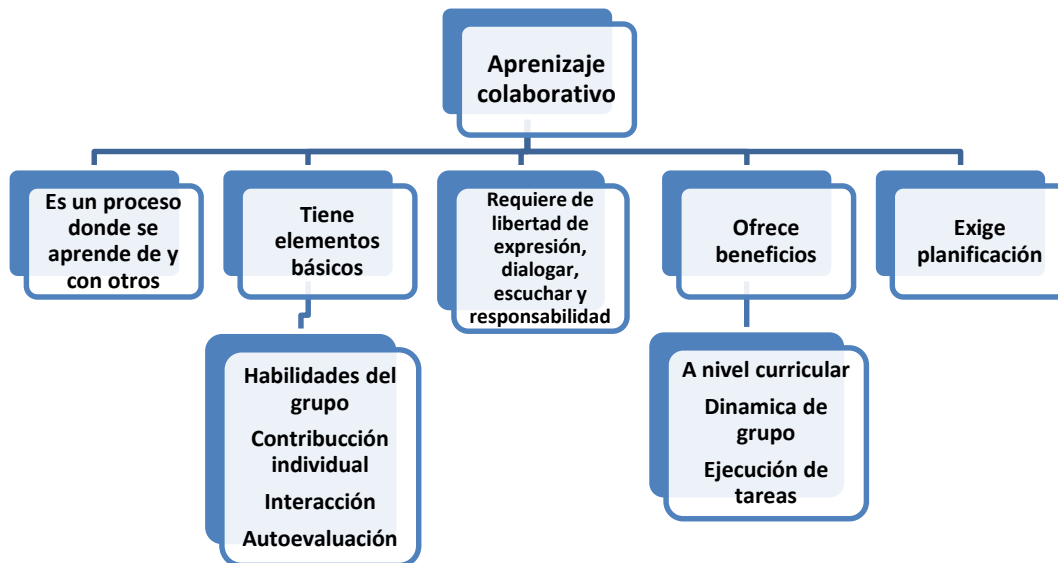 Aprenizaje
colaborativo
Es un proceso
donde se
aprende de y
con otros
Tiene
elementos
básicos
Requiere de
libertad de
expresión,
dialogar,
escuchar y
responsabilidad
Ofrece
beneficios
Exige
planificación
Habilidades del
grupo
Contribucción
individual
Interacción
Autoevaluación
A nivel curricular
Dinamica de
grupo
Ejecución de
tareas